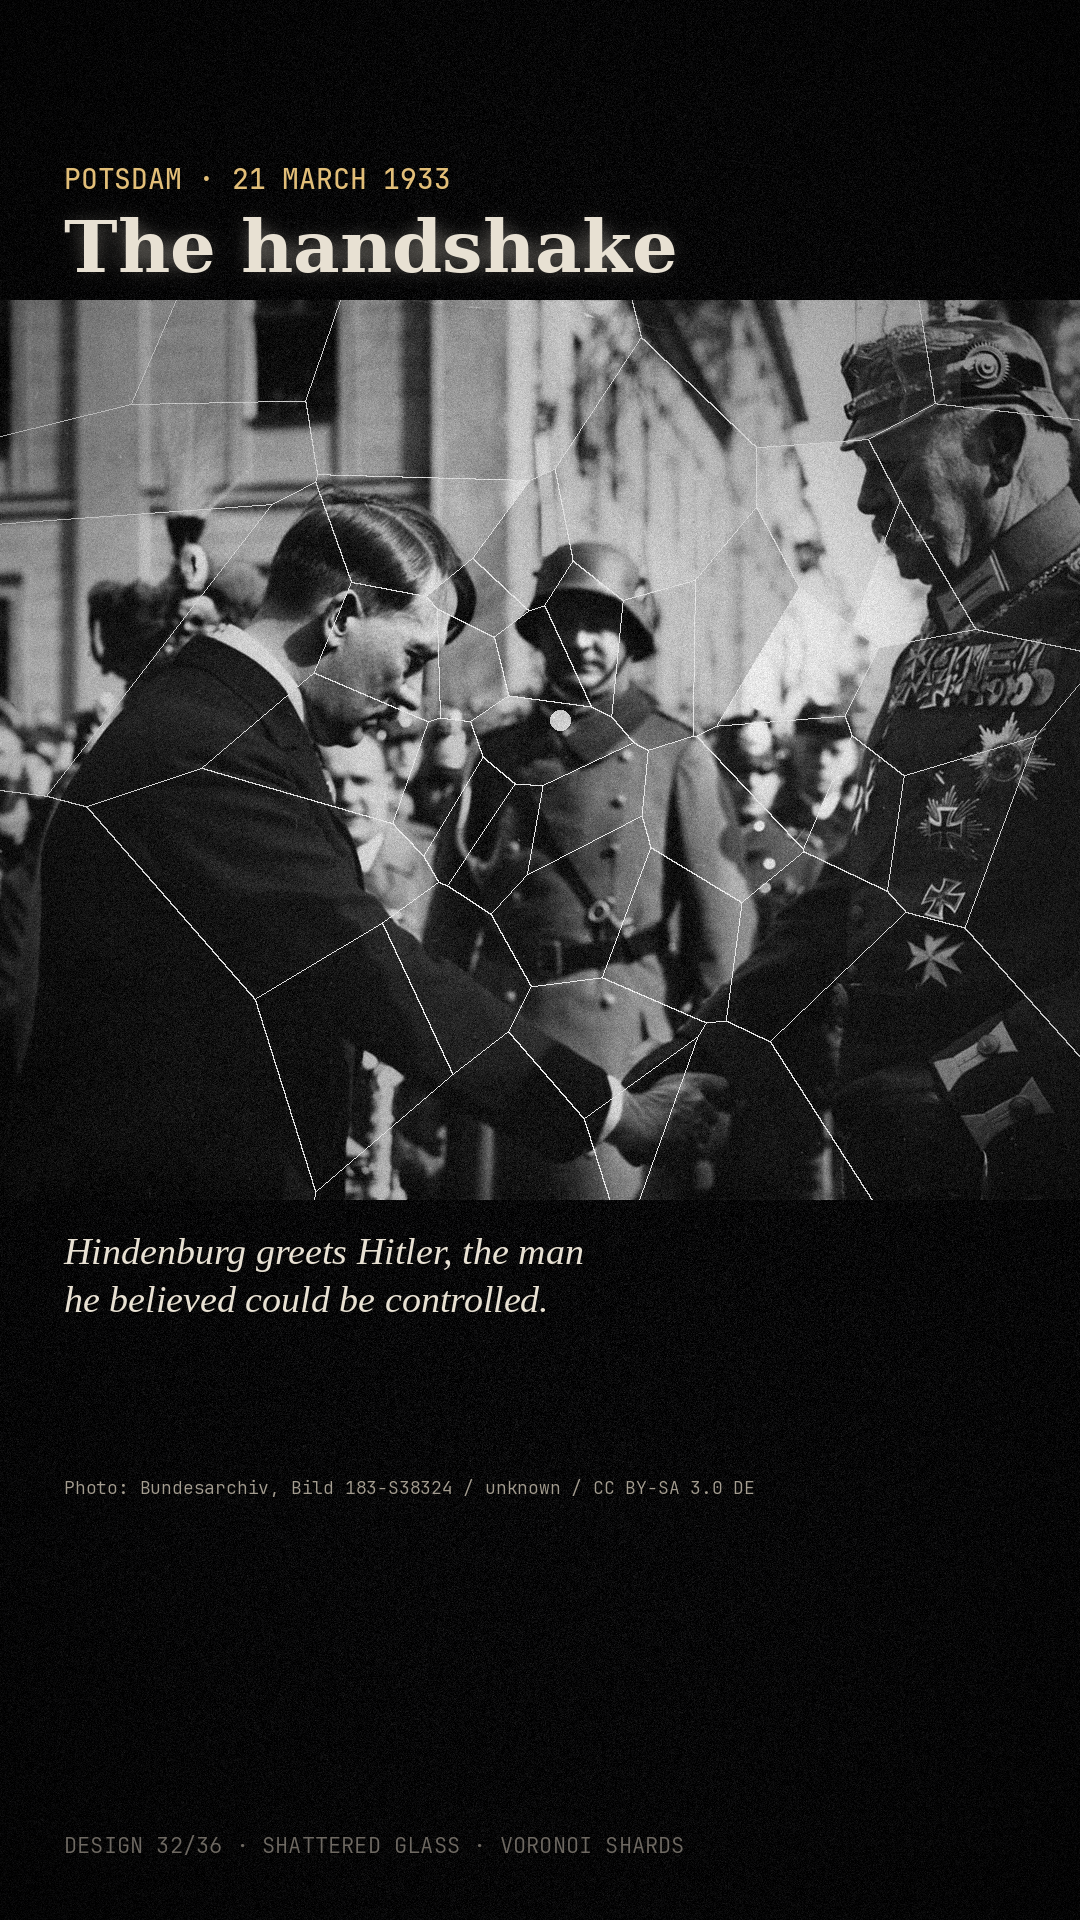 POTSDAM · 21 MARCH 1933
The handshake
Hindenburg greets Hitler, the man
he believed could be controlled.
Photo: Bundesarchiv, Bild 183-S38324 / unknown / CC BY-SA 3.0 DE
DESIGN 32/36 · SHATTERED GLASS · VORONOI SHARDS